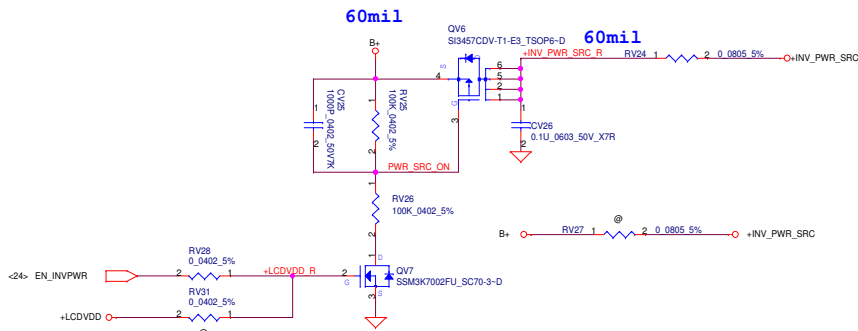 60mil
QV6
SI3457CDV-T1-E3_TSOP6~D
60mil
B+
+INV_PWR_SRC_R
RV24
1
2
0_0805_5%
+INV_PWR_SRC
S
4
6
5
2
1
G
3
1
CV25
1000P_0402_50V7K
2
1
RV25
100K_0402_5%
2
1
CV26
0.1U_0603_50V_X7R
2
PWR_SRC_ON
1
RV26
100K_0402_5%
2
@
B+
RV27
1
2
0_0805_5%
+INV_PWR_SRC
RV28
0_0402_5%
<24>
EN_INVPWR
2
1
+LCDVDD_R
2
G
1
D
QV7
SSM3K7002FU_SC70-3~D
3
S
RV31
0_0402_5%
+LCDVDD
2
1
@